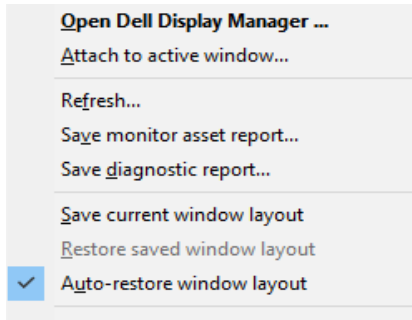 Open Dell Display Manager ...
Attach to active window...
Refresh...
Save monitor asset report...
Save diagnostic report...
Save current window layout
Restore saved window layout
Auto-restore window layout